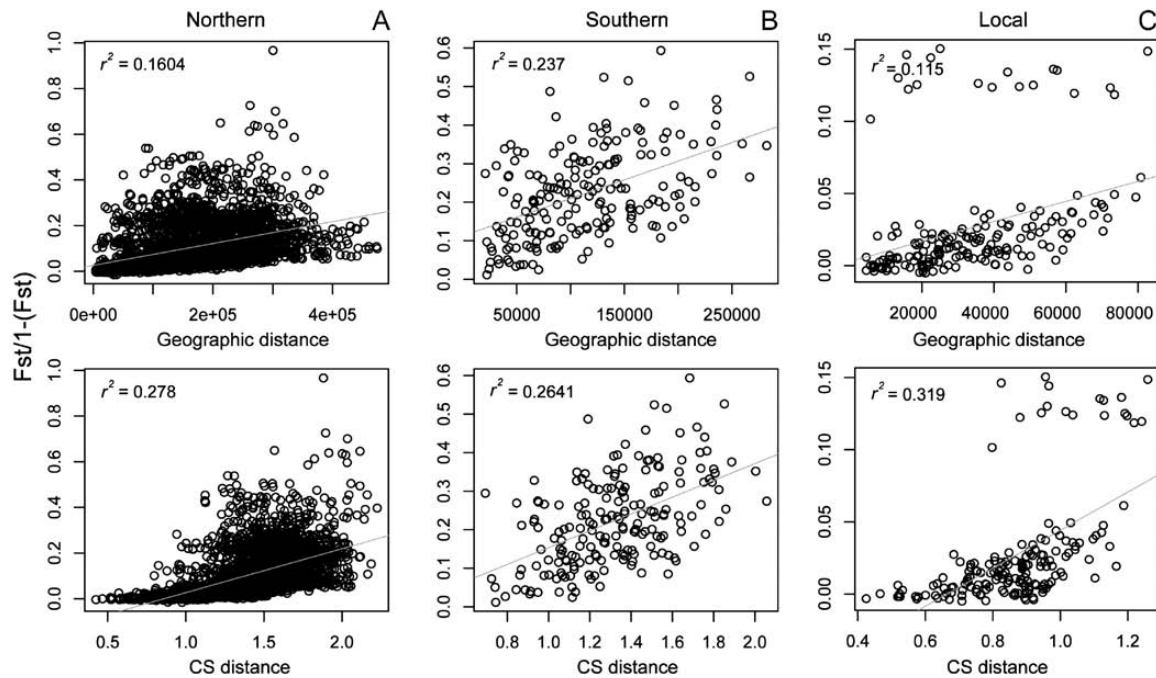 Northern A
Southern B
Local C
r² = 0.1604
r² = 0.237
r² = 0.115
Fst/1-(Fst)
0.0 0.2 0.4 0.6 0.8 1.0
0.0 0.1 0.2 0.3 0.4 0.5 0.6
0.00 0.05 0.10 0.15
0e+00 2e+05 4e+05
50000 150000 250000
20000 40000 60000 80000
Geographic distance
Geographic distance
Geographic distance
r² = 0.278
r² = 0.2641
r² = 0.319
0.0 0.2 0.4 0.6 0.8 1.0
0.0 0.1 0.2 0.3 0.4 0.5 0.6
0.00 0.05 0.10 0.15
0.5 1.0 1.5 2.0
0.8 1.0 1.2 1.4 1.6 1.8 2.0
0.4 0.6 0.8 1.0 1.2
CS distance
CS distance
CS distance